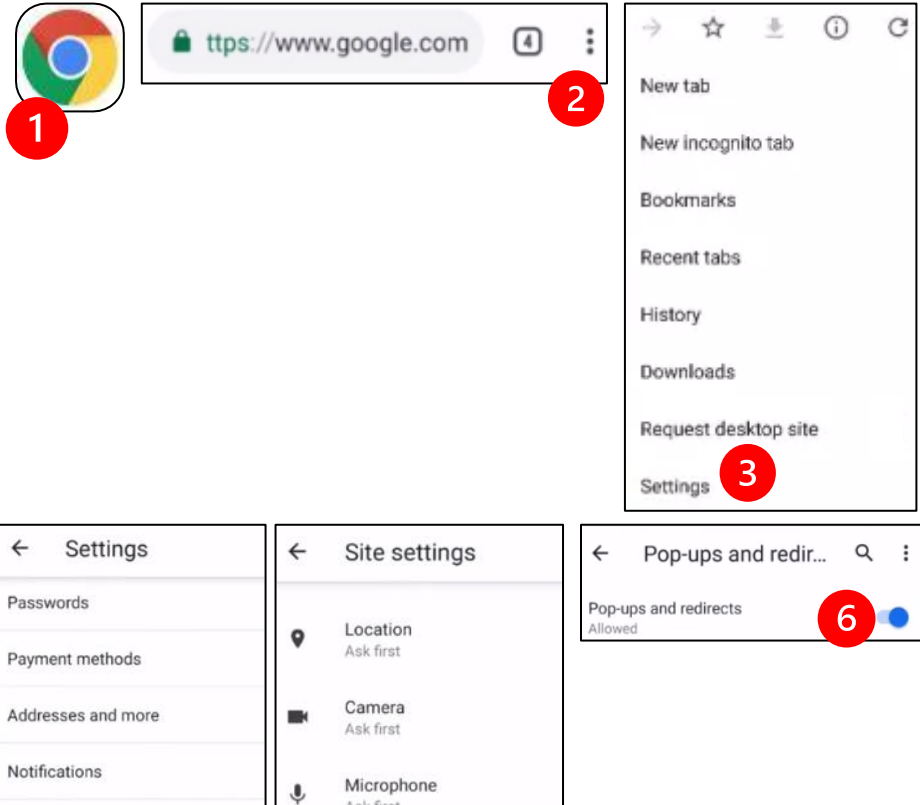 1
ttps://www.google.com
4
2
New tab
New incognito tab
Bookmarks
Recent tabs
History
Downloads
Request desktop site
Settings
3
Settings
Passwords
Payment methods
Addresses and more
Notifications
Site settings
Location
Ask first
Camera
Ask first
Microphone
Pop-ups and redir...
Pop-ups and redirects
Allowed
6